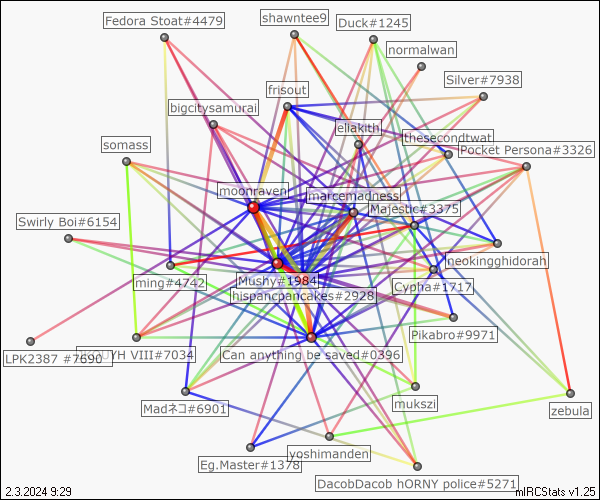 Fedora Stoat#4479
shawntee9
Duck#1245
normalwan
Silver#7938
frisout
bigcitysamurai
eliakith
thesecondtwat
somass
Pocket Persona#3326
moonraven
marcemadness
Majestic#3375
Swirly Boi#6154
neokingghidorah
ming#4742
Mushy#1984
Cypha#1717
hispanicpancakes#2928
Pikabro#9971
LPK2387 #7690
VIII#7034
Can anything be saved#0396
Madネコ#6901
mukszi
zebula
yoshimanden
Eg.Master#1378
DacobDacob hORNY police#5271
2.3.2024 9:29
mIRCStats v1.25